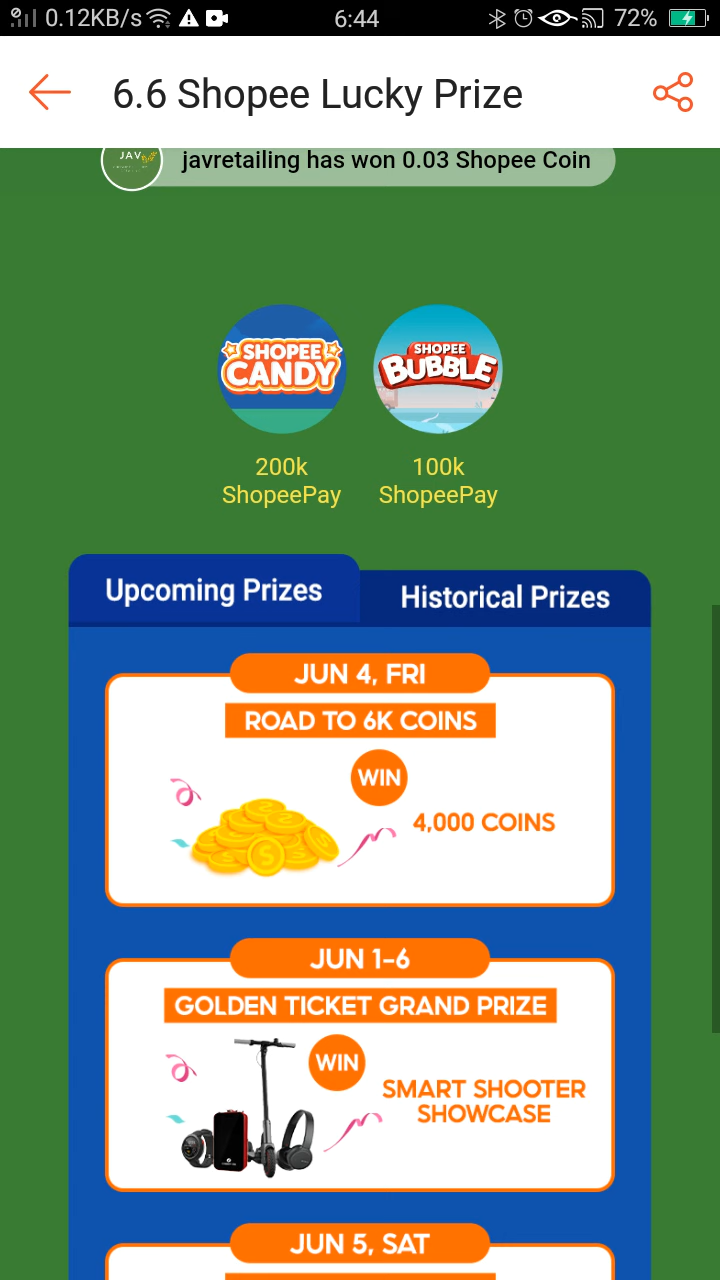 0.12KB/s
6:44
72%
6.6 Shopee Lucky Prize
JAV
javretailing has won 0.03 Shopee Coin
SHOPEE
CANDY
SHOPEE
BUBBLE
200k
ShopeePay
100k
ShopeePay
Upcoming Prizes
Historical Prizes
JUN 4, FRI
ROAD TO 6K COINS
WIN
4,000 COINS
JUN 1-6
GOLDEN TICKET GRAND PRIZE
WIN
SMART SHOOTER
SHOWCASE
JUN 5, SAT